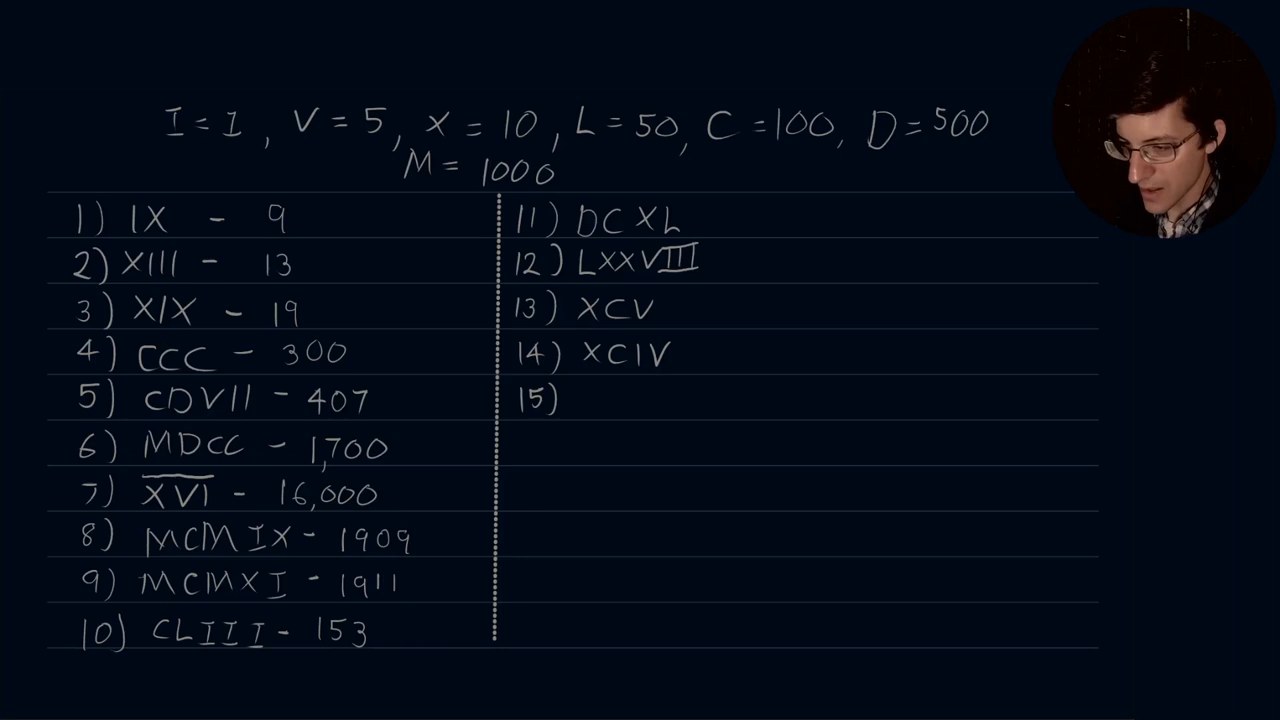 I = I , V = 5 , X = 10 , L = 50 , C = 100 , D = 500
M = 1000
1) IX - 9
2) XIII - 13
3) XIX - 19
4) CCC - 300
5) CDVII - 407
6) MDCC - 1,700
7) X̅V̅I̅ - 16,000
8) MCMIX - 1909
9) MCMXI - 1911
10) CLIII - 153
11) DCXL
12) LXXVIII
13) XCV
14) XCIV
15)